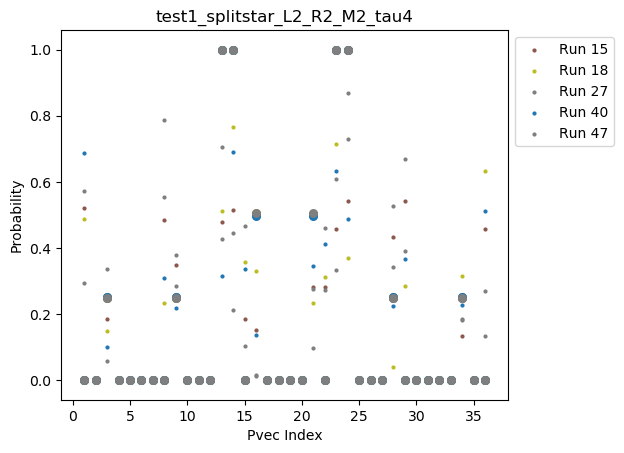 test1_splitstar_L2_R2_M2_tau4
1.0
0.8
0.6
0.4
0.2
0.0
Probability
0 5 10 15 20 25 30 35
Pvec Index
Run 15
Run 18
Run 27
Run 40
Run 47